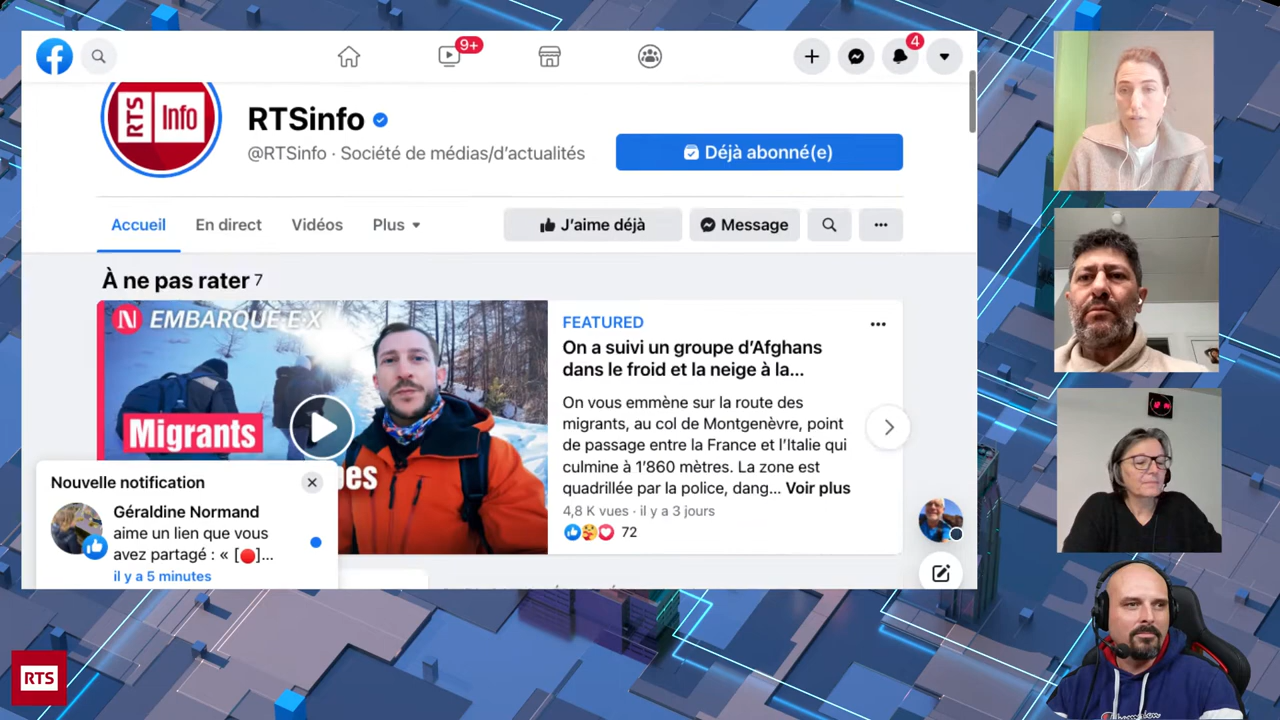 9+
4
RTS
Info
RTSinfo
@RTSinfo · Société de médias/d'actualités
Déjà abonné(e)
Accueil
En direct
Vidéos
Plus
J'aime déjà
Message
À ne pas rater 7
N EMBARQUÉ·E·X
Migrants
FEATURED
On a suivi un groupe d'Afghans
dans le froid et la neige à la...
On vous emmène sur la route des
migrants, au col de Montgenèvre, point
de passage entre la France et l'Italie qui
culmine à 1'860 mètres. La zone est
quadrillée par la police, dang... Voir plus
4,8 K vues · il y a 3 jours
72
Nouvelle notification
Géraldine Normand
aime un lien que vous
avez partagé : « [🔴]...
il y a 5 minutes
RTS